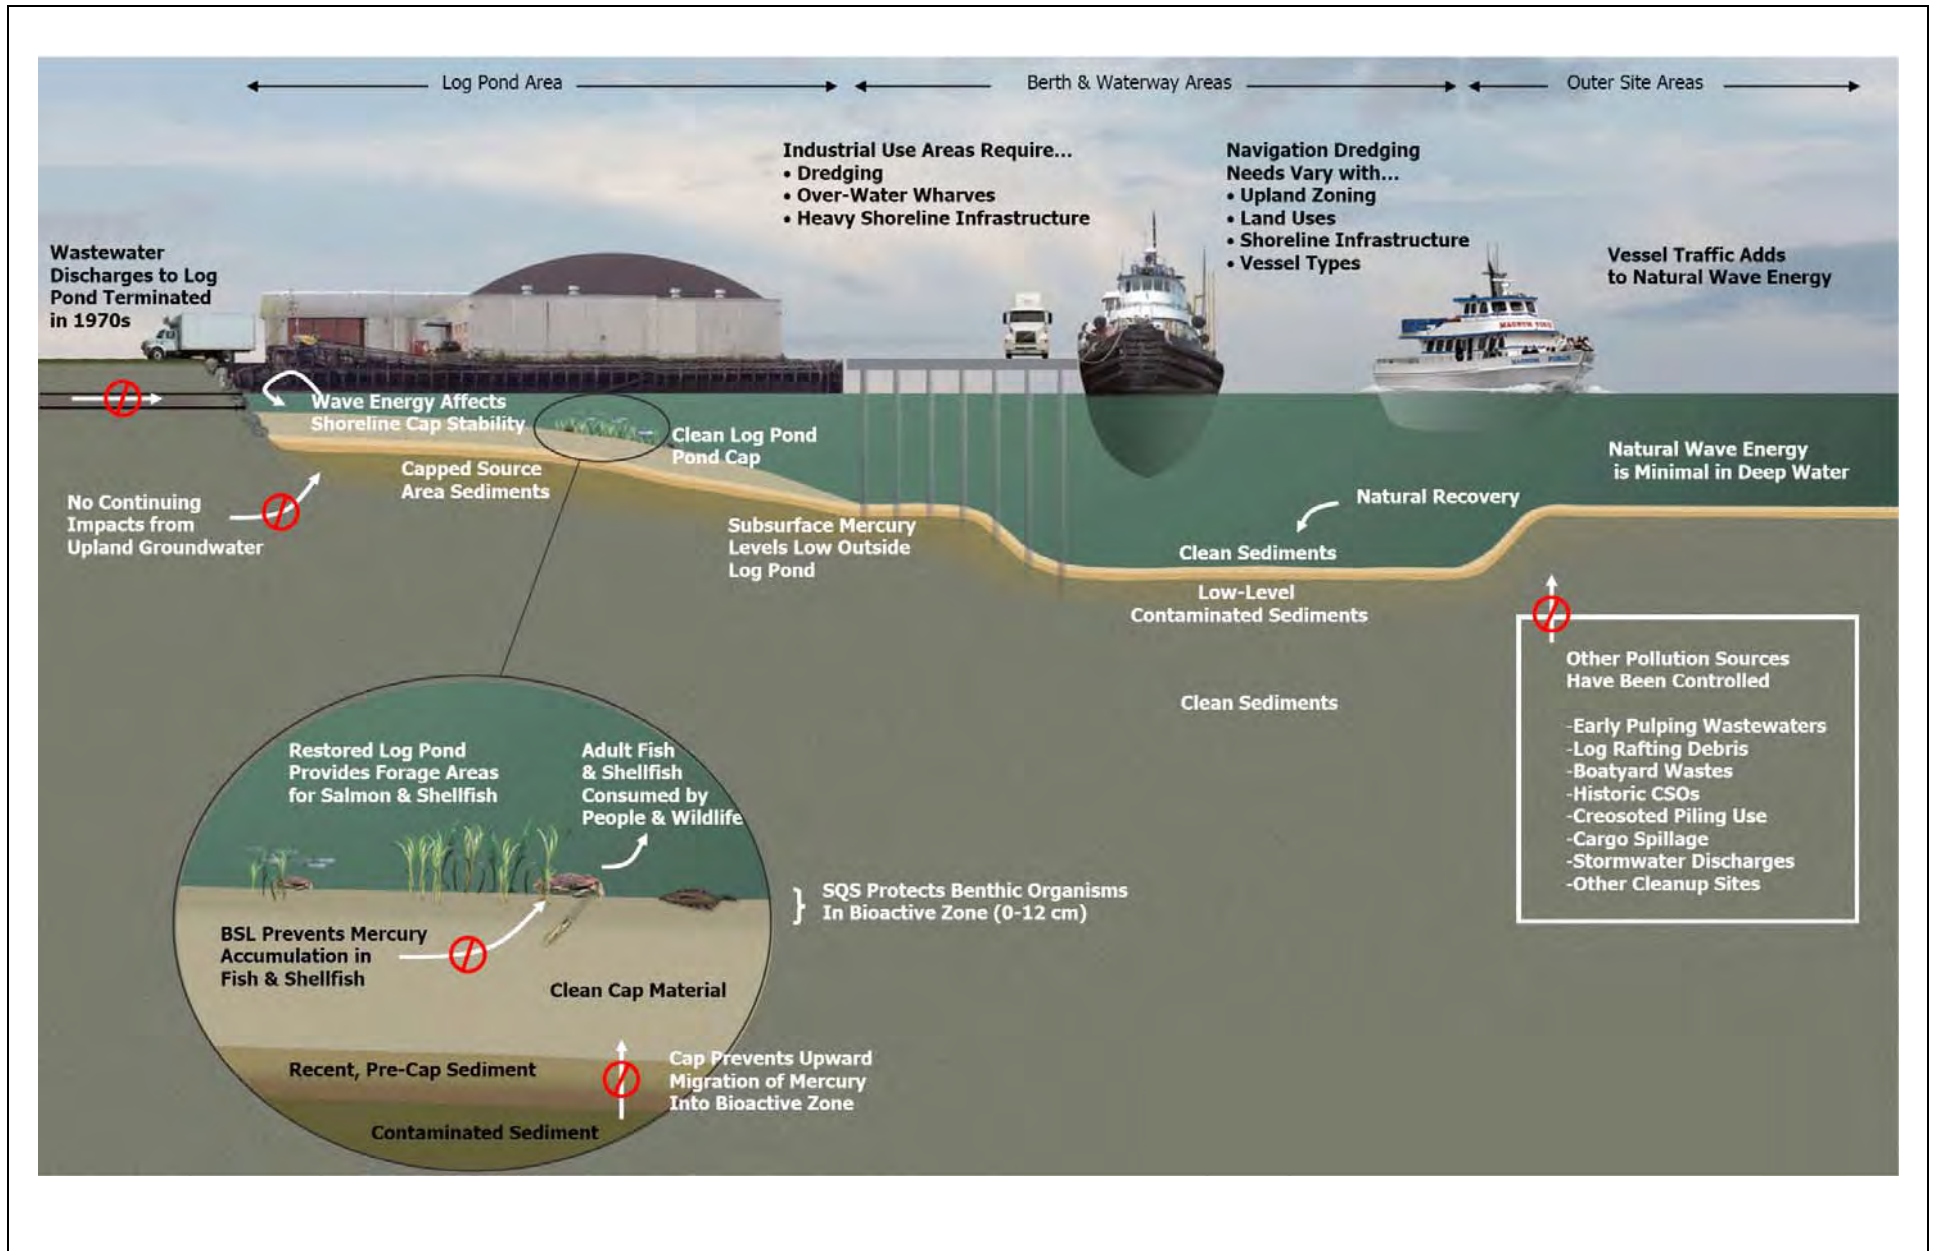 Log Pond Area
Berth & Waterway Areas
Outer Site Areas
Industrial Use Areas Require...
• Dredging
• Over-Water Wharves
• Heavy Shoreline Infrastructure
Navigation Dredging
Needs Vary with...
• Upland Zoning
• Land Uses
• Shoreline Infrastructure
• Vessel Types
Wastewater
Discharges to Log
Pond Terminated
in 1970s
Vessel Traffic Adds
to Natural Wave Energy
Wave Energy Affects
Shoreline Cap Stability
Clean Log Pond
Pond Cap
Capped Source
Area Sediments
Natural Wave Energy
is Minimal in Deep Water
No Continuing
Impacts from
Upland Groundwater
Natural Recovery
Subsurface Mercury
Levels Low Outside
Log Pond
Clean Sediments
Low-Level
Contaminated Sediments
Clean Sediments
Other Pollution Sources
Have Been Controlled
-Early Pulping Wastewaters
-Log Rafting Debris
-Boatyard Wastes
-Historic CSOs
-Creosoted Piling Use
-Cargo Spillage
-Stormwater Discharges
-Other Cleanup Sites
Restored Log Pond
Provides Forage Areas
for Salmon & Shellfish
Adult Fish
& Shellfish
Consumed by
People & Wildlife
SQS Protects Benthic Organisms
In Bioactive Zone (0-12 cm)
BSL Prevents Mercury
Accumulation in
Fish & Shellfish
Clean Cap Material
Recent, Pre-Cap Sediment
Cap Prevents Upward
Migration of Mercury
Into Bioactive Zone
Contaminated Sediment